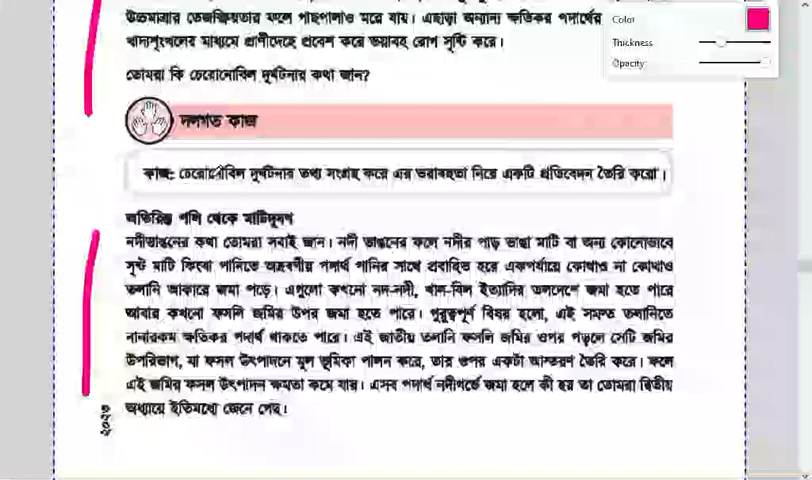 উচ্চমাত্রার তেজস্ক্রিয়তার ফলে গাছপালাও মরে যায়। এছাড়া অন্যান্য ক্ষতিকর পদার্থের
খাদ্যশৃংখলের মাধ্যমে প্রাণীদেহে প্রবেশ করে ভয়াবহ রোগ সৃষ্টি করে।
Color
Thickness
Opacity
তোমরা কি চেরোনোবিল দুর্ঘটনার কথা জান?
দলগত কাজ
কাজ: চেরোনোবিল দুর্ঘটনার তথ্য সংগ্রহ করে এর ভয়াবহতা নিয়ে একটি প্রতিবেদন তৈরি করো।
অতিরিক্ত পলি থেকে মাটিদূষণ
নদীভাঙনের কথা তোমরা সবাই জান। নদী ভাঙনের ফলে নদীর পাড় ভাঙা মাটি বা অন্য কোনোভাবে
সৃষ্ট মাটি কিংবা পানিতে অদ্রবণীয় পদার্থ পানির সাথে প্রবাহিত হয়ে একপর্যায়ে কোথাও না কোথাও
তলানি আকারে জমা পড়ে। এগুলো কখনো নদ-নদী, খাল-বিল ইত্যাদির তলদেশে জমা হতে পারে
আবার কখনো ফসলি জমির উপর জমা হতে পারে। গুরুত্বপূর্ণ বিষয় হলো, এই সমস্ত তলানিতে
নানারকম ক্ষতিকর পদার্থ থাকতে পারে। এই জাতীয় তলানি ফসলি জমির ওপর পড়লে সেটি জমির
উপরিভাগ, যা ফসল উৎপাদনে মূল ভূমিকা পালন করে, তার ওপর একটা আস্তরণ তৈরি করে। ফলে
এই জমির ফসল উৎপাদন ক্ষমতা কমে যায়। এসব পদার্থ নদীগর্ভে জমা হলে কী হয় তা তোমরা দ্বিতীয়
অধ্যায়ে ইতিমধ্যে জেনে গেছ।
২০২৩